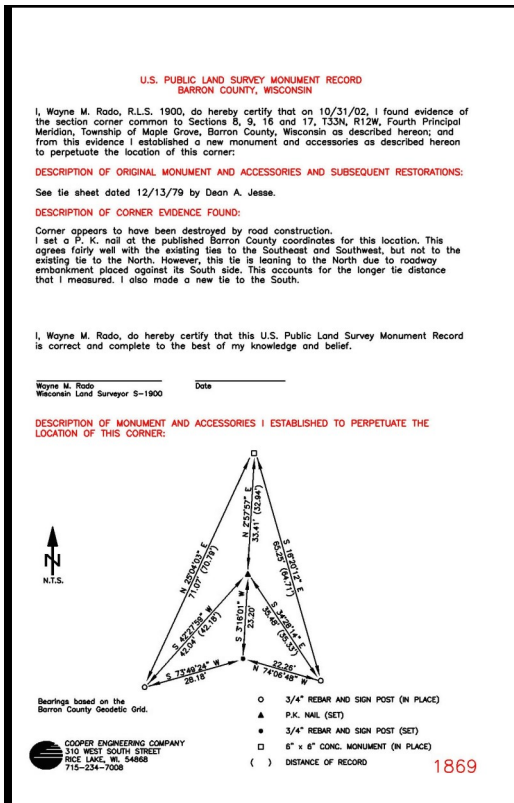 U.S. PUBLIC LAND SURVEY MONUMENT RECORD
BARRON COUNTY, WISCONSIN
I, Wayne M. Rado, R.L.S. 1900, do hereby certify that on 10/31/02, I found evidence of
the section corner common to Sections 8, 9, 16 and 17, T33N, R12W, Fourth Principal
Meridian, Township of Maple Grove, Barron County, Wisconsin as described hereon; and
from this evidence I established a new monument and accessories as described hereon
to perpetuate the location of this corner:
DESCRIPTION OF ORIGINAL MONUMENT AND ACCESSORIES AND SUBSEQUENT RESTORATIONS:
See tie sheet dated 12/13/79 by Dean A. Jesse.
DESCRIPTION OF CORNER EVIDENCE FOUND:
Corner appears to have been destroyed by road construction.
I set a P. K. nail at the published Barron County coordinates for this location. This
agrees fairly well with the existing ties to the Southeast and Southwest, but not to the
existing tie to the North. However, this tie is leaning to the North due to roadway
embankment placed against its South side. This accounts for the longer tie distance
that I measured. I also made a new tie to the South.
I, Wayne M. Rado, do hereby certify that this U.S. Public Land Survey Monument Record
is correct and complete to the best of my knowledge and belief.
Wayne M. Rado Date
Wisconsin Land Surveyor S-1900
DESCRIPTION OF MONUMENT AND ACCESSORIES I ESTABLISHED TO PERPETUATE THE
LOCATION OF THIS CORNER:
N 25°04'03" E
71.07' (70.79')
N 2°57'57" E
33.41' (32.94')
S 16°20'12" E
65.25' (64.71')
N
N.T.S.
S 42°27'59" W
42.04' (42.18')
S 3°16'01" W
23.20'
S 34°28'14" E
35.48' (35.33')
S 73°49'24" W
28.18'
22.26'
N 74°06'48" W
Bearings based on the
Barron County Geodetic Grid.
3/4" REBAR AND SIGN POST (IN PLACE)
P.K. NAIL (SET)
3/4" REBAR AND SIGN POST (SET)
6" x 6" CONC. MONUMENT (IN PLACE)
( ) DISTANCE OF RECORD
COOPER ENGINEERING COMPANY
310 WEST SOUTH STREET
RICE LAKE, WI. 54868
715-234-7008
1869